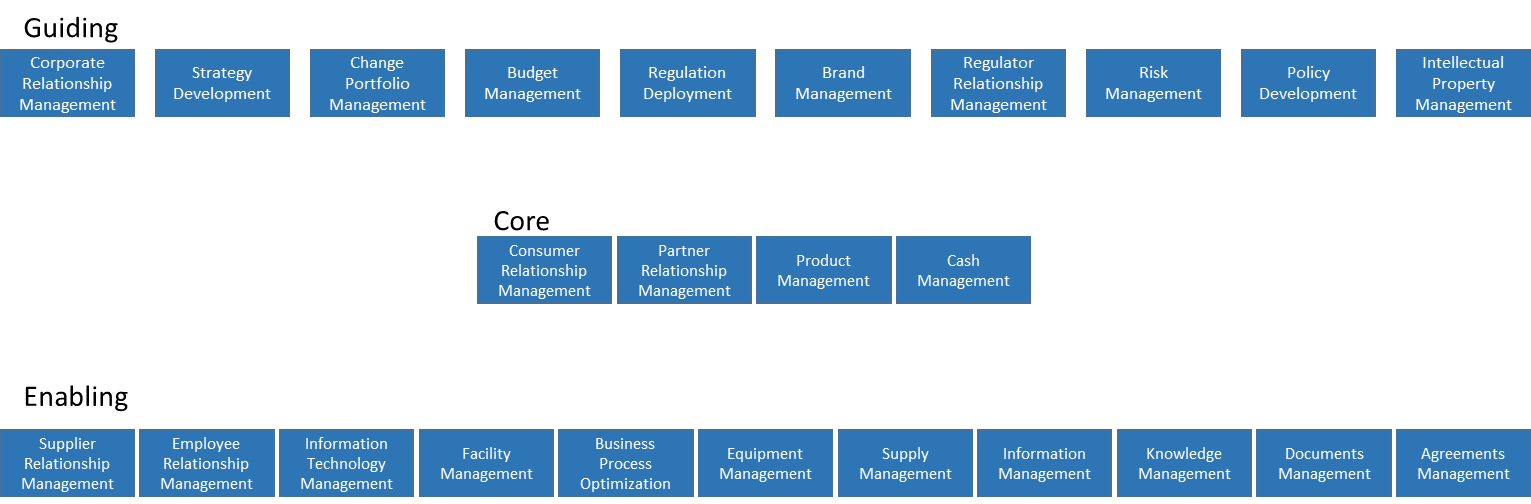 Guiding
Corporate
Relationship
Management
Strategy
Development
Change
Portfolio
Management
Budget
Management
Regulation
Deployment
Brand
Management
Regulator
Relationship
Management
Risk
Management
Policy
Development
Intellectual
Property
Management
Core
Consumer
Relationship
Management
Partner
Relationship
Management
Product
Management
Cash
Management
Enabling
Supplier
Relationship
Management
Employee
Relationship
Management
Information
Technology
Management
Facility
Management
Business
Process
Optimization
Equipment
Management
Supply
Management
Information
Management
Knowledge
Management
Documents
Management
Agreements
Management